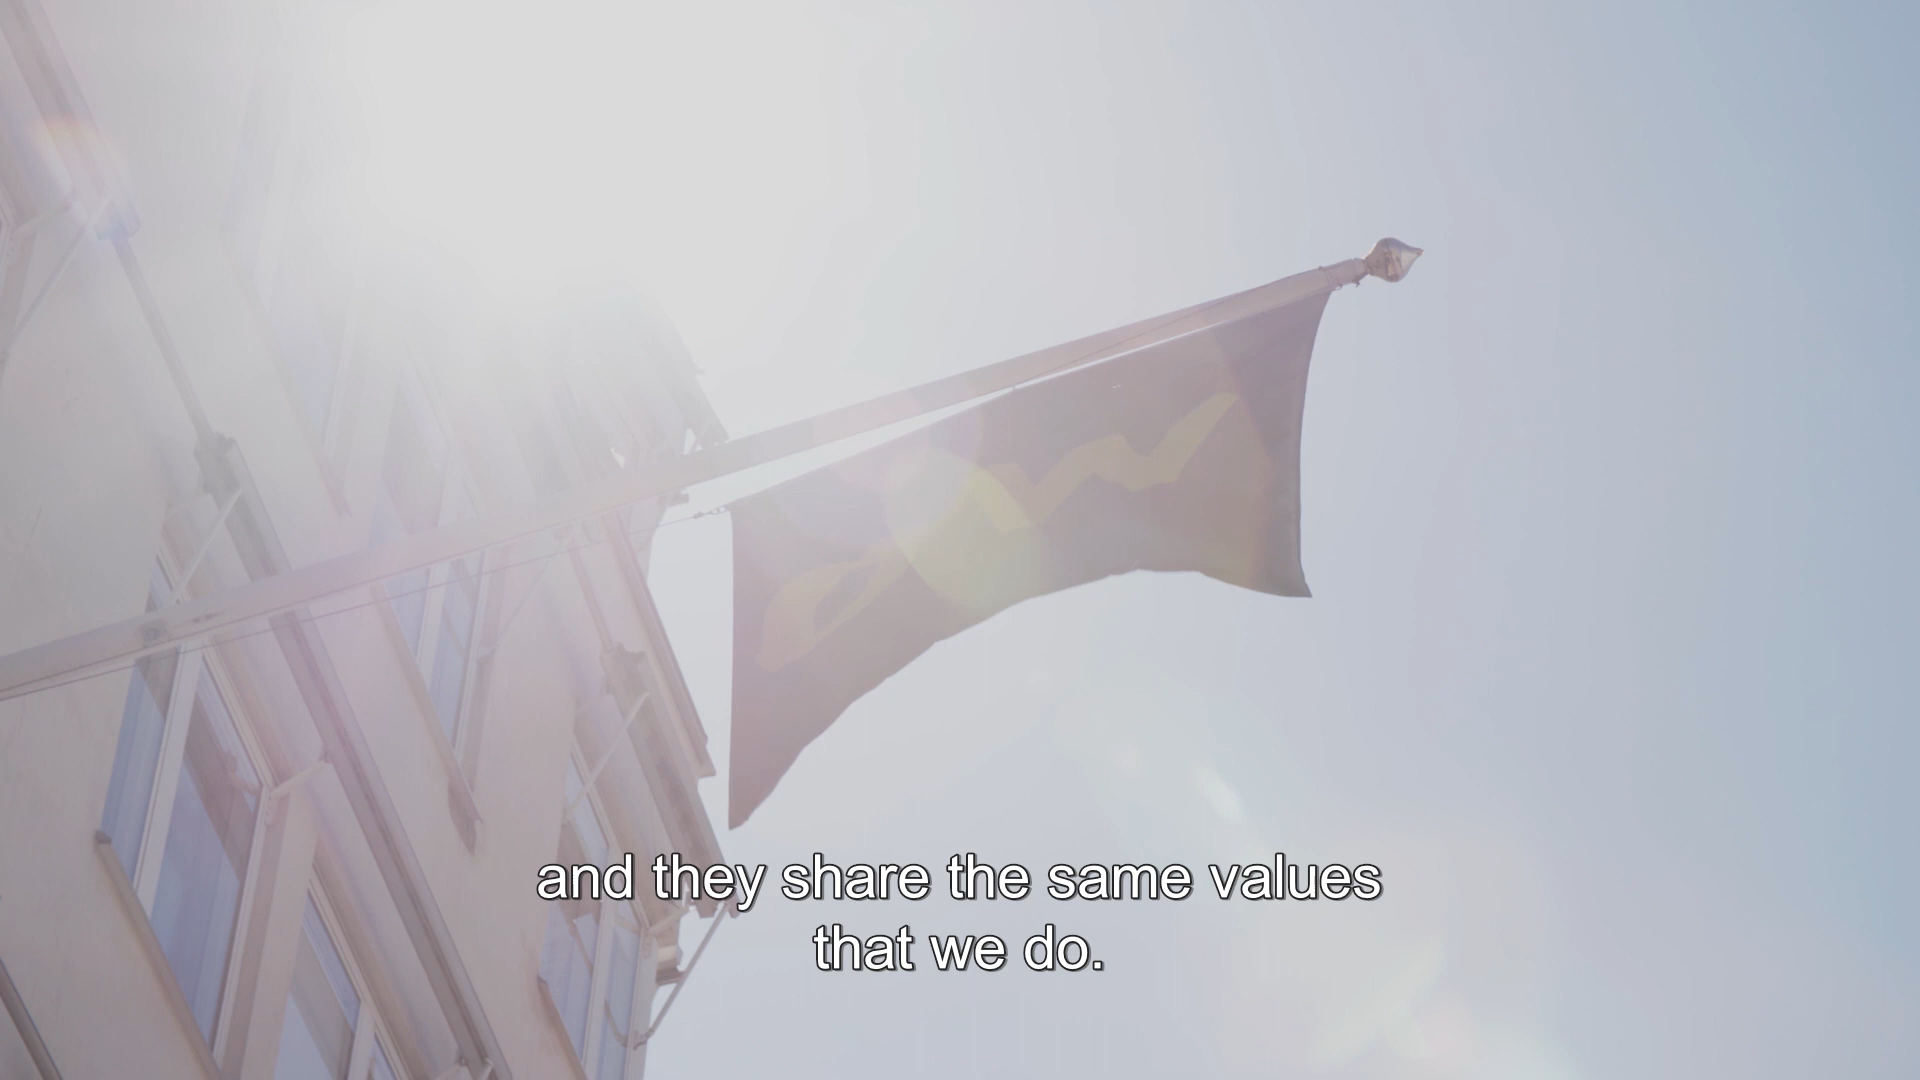 and they share the same values
that we do.